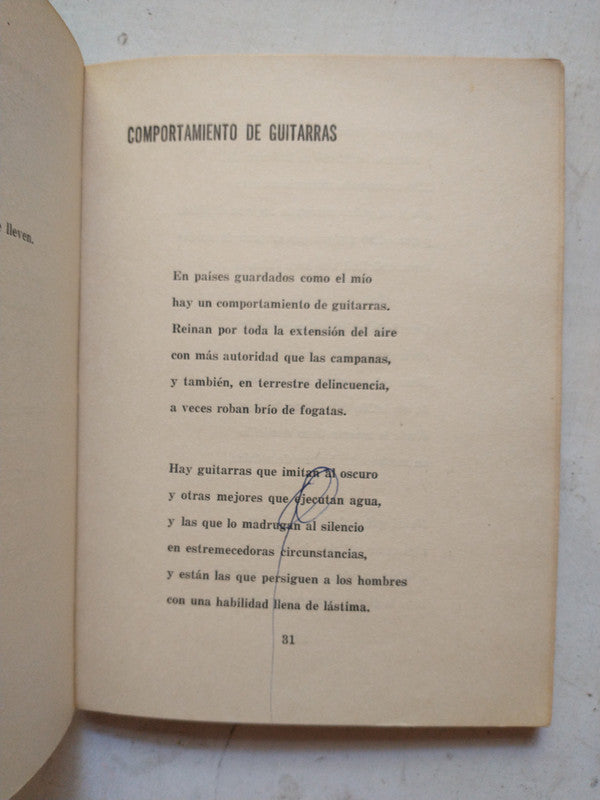 lleven.
COMPORTAMIENTO DE GUITARRAS
En países guardados como el mío
hay un comportamiento de guitarras.
Reinan por toda la extensión del aire
con más autoridad que las campanas,
y también, en terrestre delincuencia,
a veces roban brío de fogatas.
Hay guitarras que imitan al oscuro
y otras mejores que ejecutan agua,
y las que lo madrugan al silencio
en estremecedoras circunstancias,
y están las que persiguen a los hombres
con una habilidad llena de lástima.
31